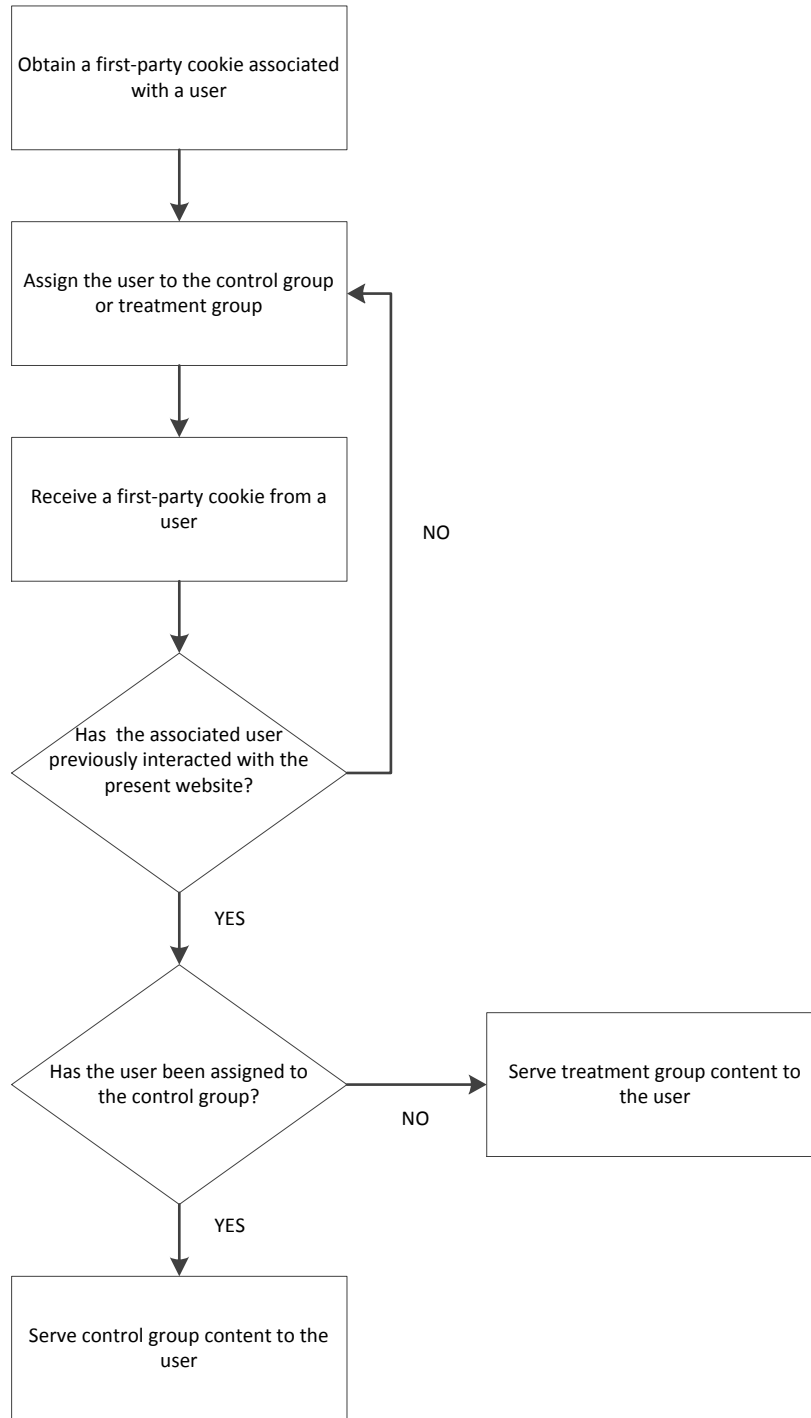 Obtain a first-party cookie associated
with a user
Assign the user to the control group
or treatment group
Receive a first-party cookie from a
user
NO
Has  the associated user
previously interacted with the
present website?
YES
Has the user been assigned to
the control group?
NO
Serve treatment group content to
the user
YES
Serve control group content to the
user